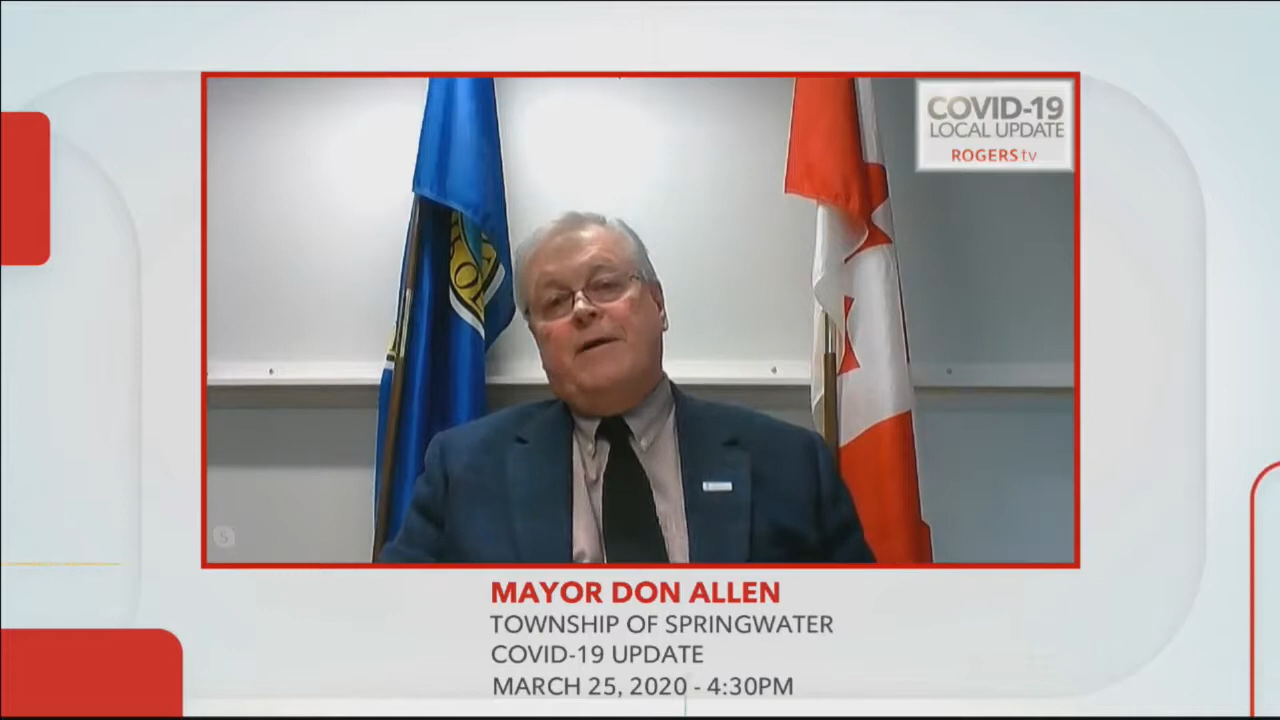 COVID-19
LOCAL UPDATE
ROGERS tv
S
MAYOR DON ALLEN
TOWNSHIP OF SPRINGWATER
COVID-19 UPDATE
MARCH 25, 2020 - 4:30PM